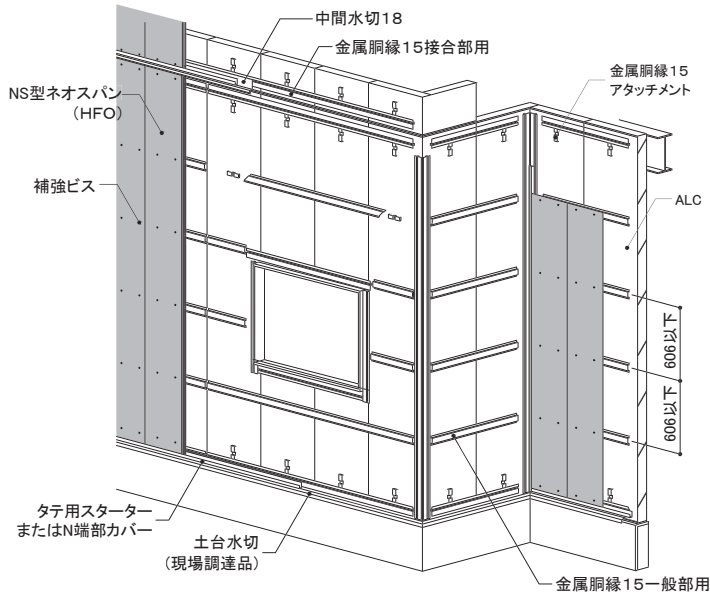 中間水切18
金属胴縁15接合部用
金属胴縁15
アタッチメント
NS型ネオスパン
(HFO)
補強ビス
ALC
606以下
606以下
タテ用スターター
またはN端部カバー
土台水切
(現場調達品)
金属胴縁15一般部用